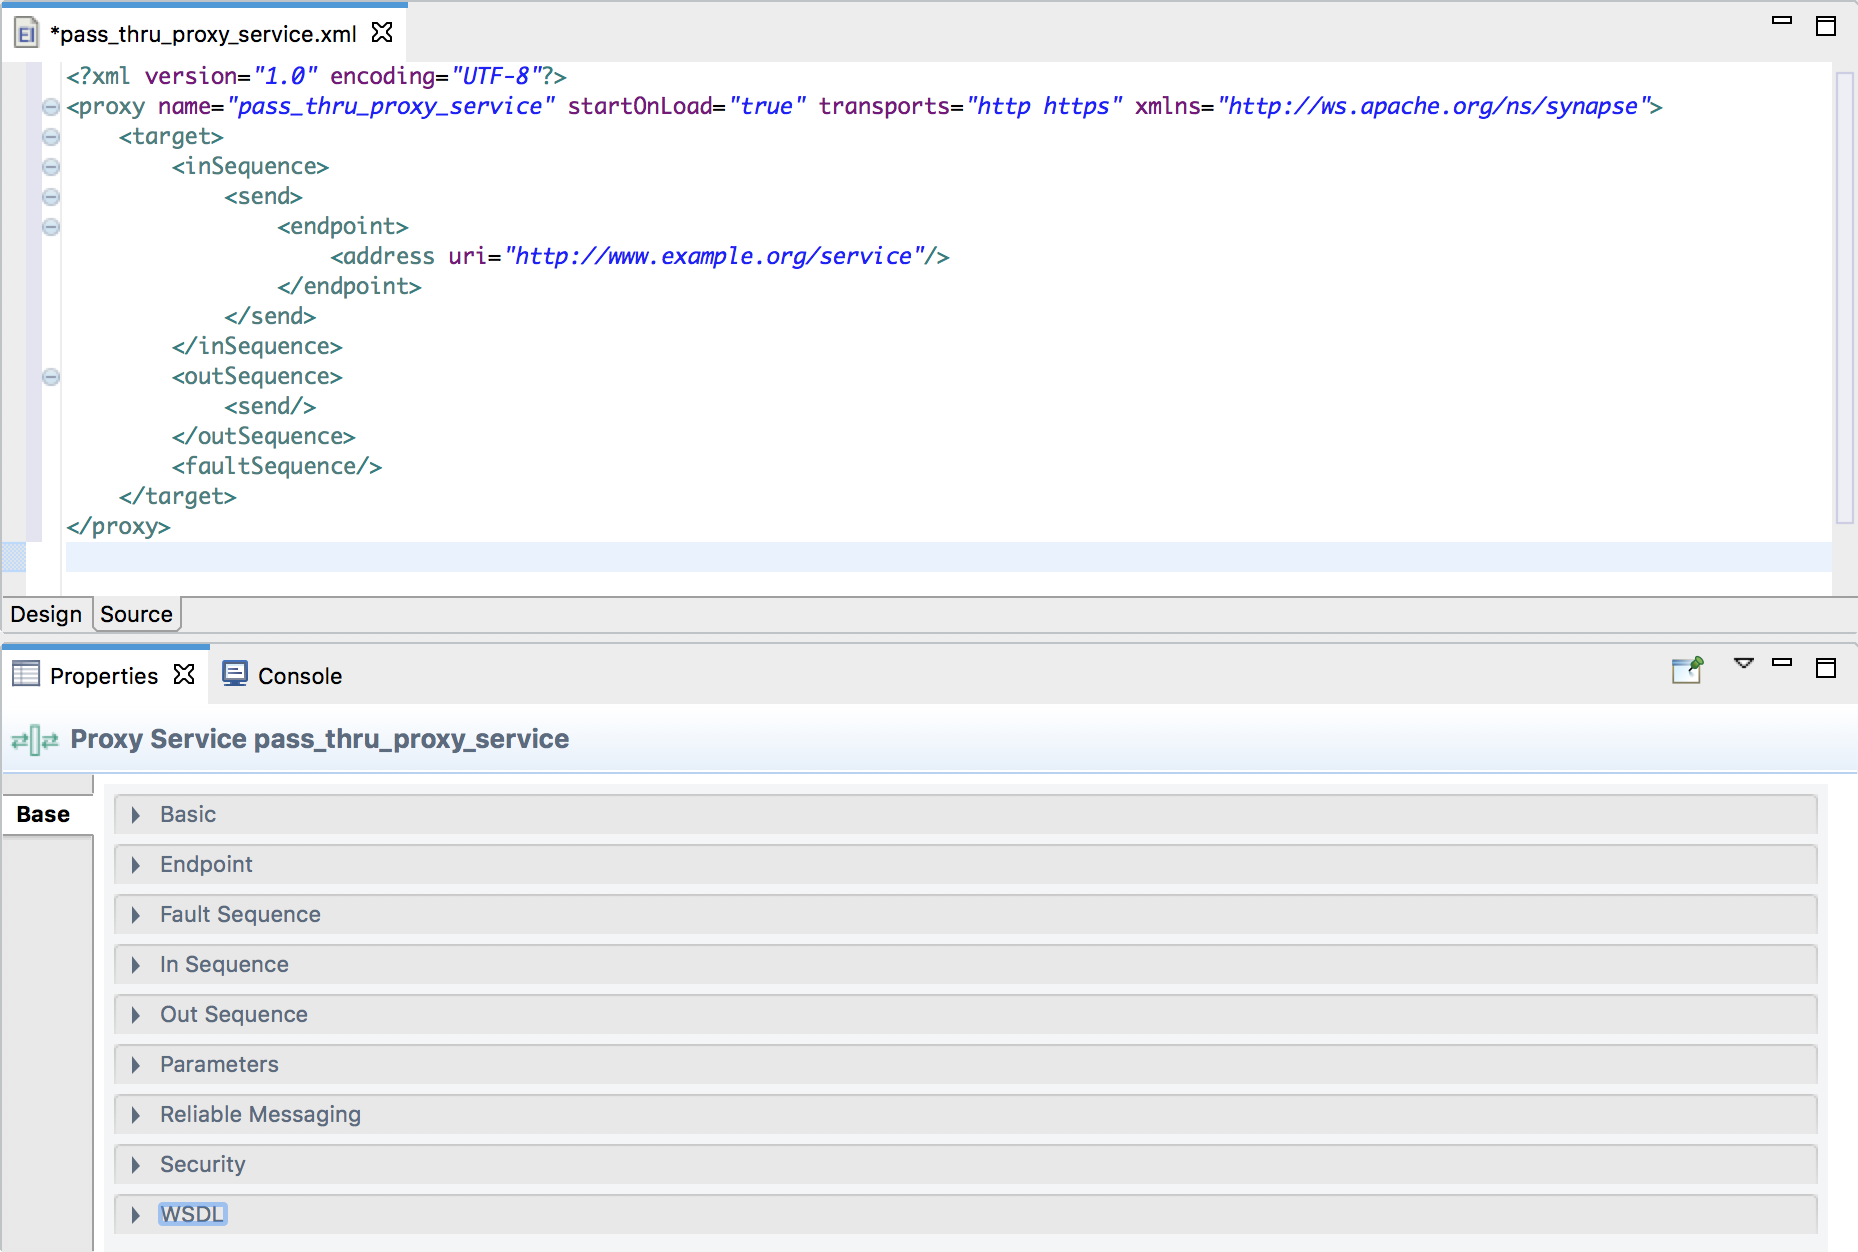 EI *pass_thru_proxy_service.xml
<?xml version="1.0" encoding="UTF-8"?>
<proxy name="pass_thru_proxy_service" startOnLoad="true" transports="http https" xmlns="http://ws.apache.org/ns/synapse">
    <target>
        <inSequence>
            <send>
                <endpoint>
                    <address uri="http://www.example.org/service"/>
                </endpoint>
            </send>
        </inSequence>
        <outSequence>
            <send/>
        </outSequence>
        <faultSequence/>
    </target>
</proxy>
Design Source
Properties Console
Proxy Service pass_thru_proxy_service
Base
Basic
Endpoint
Fault Sequence
In Sequence
Out Sequence
Parameters
Reliable Messaging
Security
WSDL